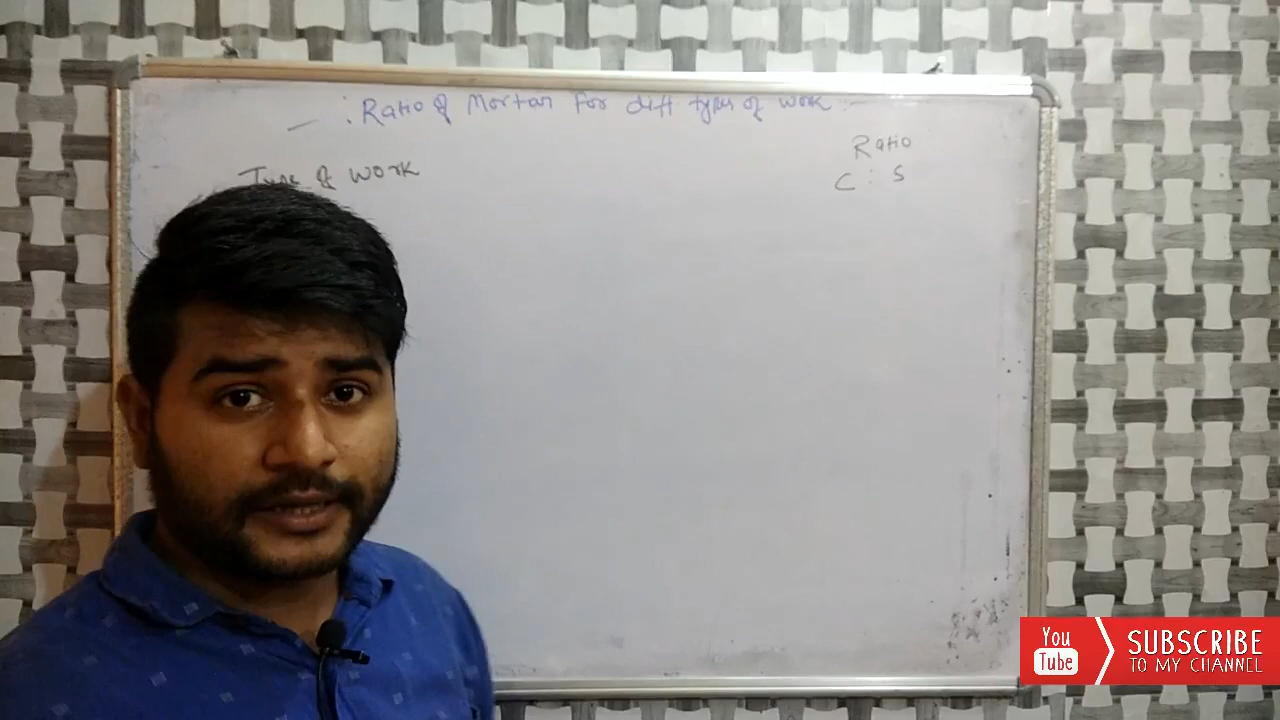 : Ratio of Mortar For diff types of work :-
Ratio
Type of work
C : S
You
Tube
SUBSCRIBE
TO MY CHANNEL